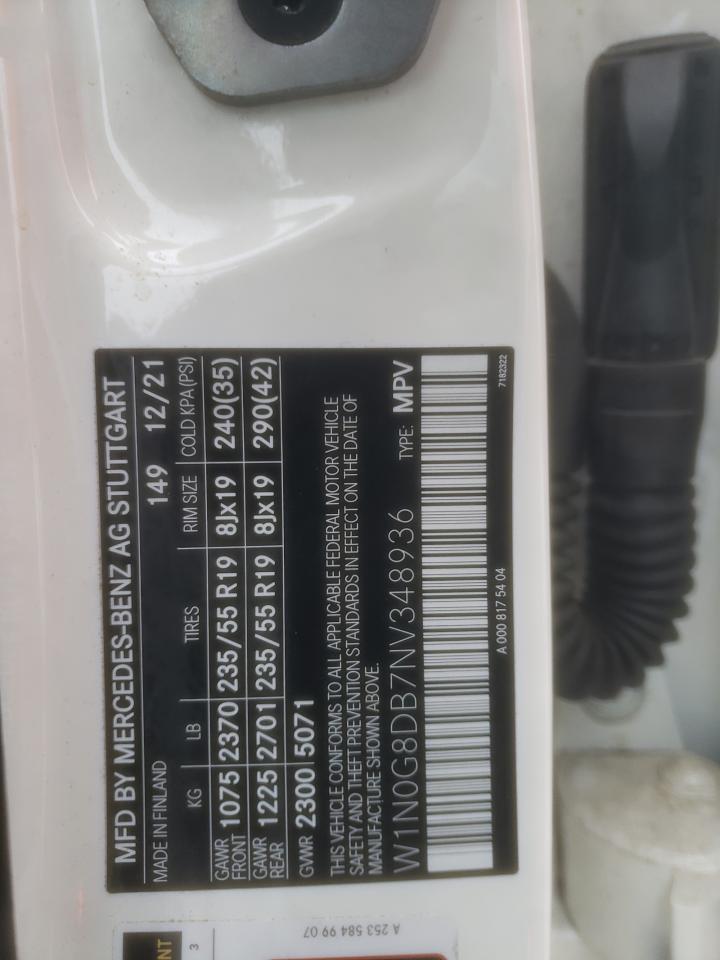 MFD BY MERCEDES-BENZ AG STUTTGART
MADE IN FINLAND 149 12/21
KG LB TIRES RIM SIZE COLD KPA(PSI)
GAWR FRONT 1075 2370 235/55 R19 8Jx19 240(35)
GAWR REAR 1225 2701 235/55 R19 8Jx19 290(42)
GVWR 2300 5071
THIS VEHICLE CONFORMS TO ALL APPLICABLE FEDERAL MOTOR VEHICLE
SAFETY AND THEFT PREVENTION STANDARDS IN EFFECT ON THE DATE OF
MANUFACTURE SHOWN ABOVE.
W1N0G8DB7NV348936 TYPE: MPV
A 000 817 54 04 7182322
A 253 584 99 07
3